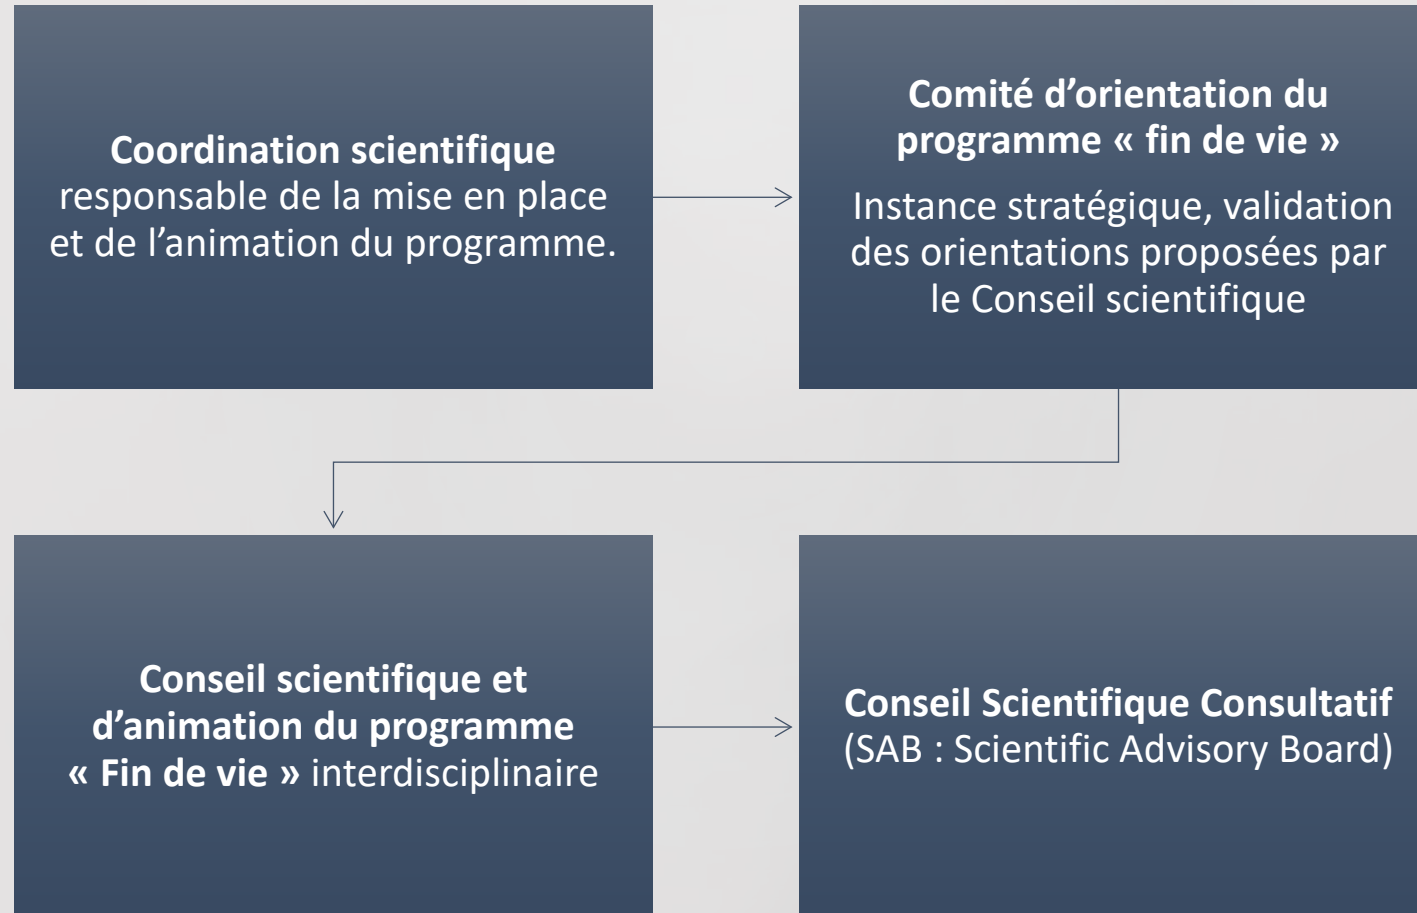 Coordination scientifique
responsable de la mise en place
et de l’animation du programme.
Comité d’orientation du
programme « fin de vie »
Instance stratégique, validation
des orientations proposées par
le Conseil scientifique
Conseil scientifique et
d’animation du programme
« Fin de vie » interdisciplinaire
Conseil Scientifique Consultatif
(SAB : Scientific Advisory Board)